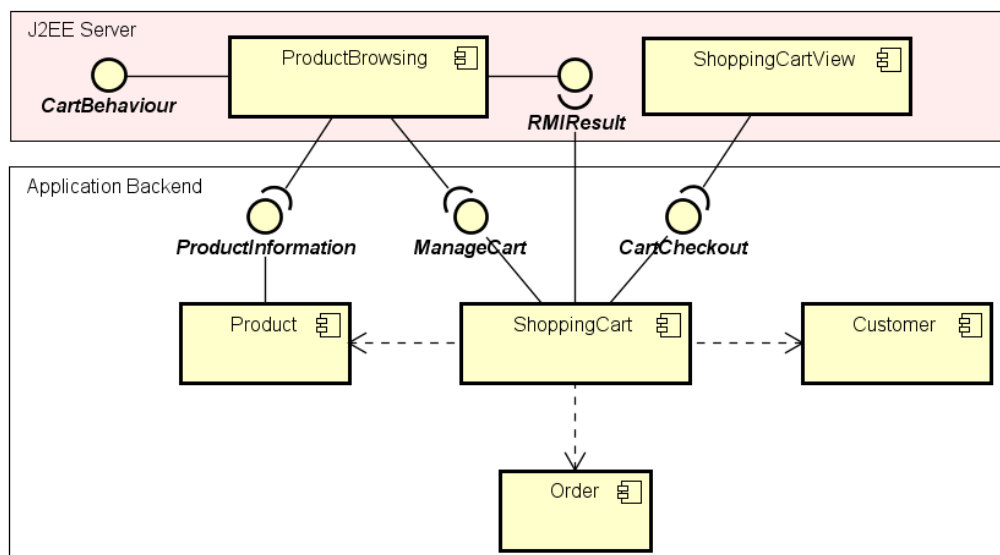 J2EE Server
ProductBrowsing
ShoppingCartView
CartBehaviour
RMIResult
Application Backend
ProductInformation
ManageCart
CartCheckout
Product
ShoppingCart
Customer
Order